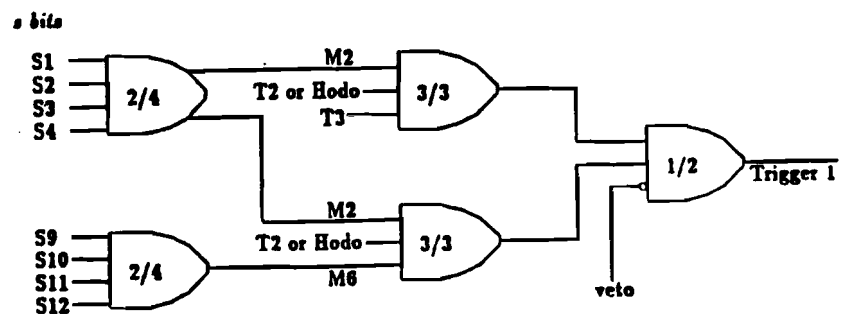 s bits
S1
S2
S3
S4
2/4
M2
T2 or Hodo
T3
3/3
1/2
Trigger 1
veto
S9
S10
S11
S12
2/4
M2
T2 or Hodo
M6
3/3